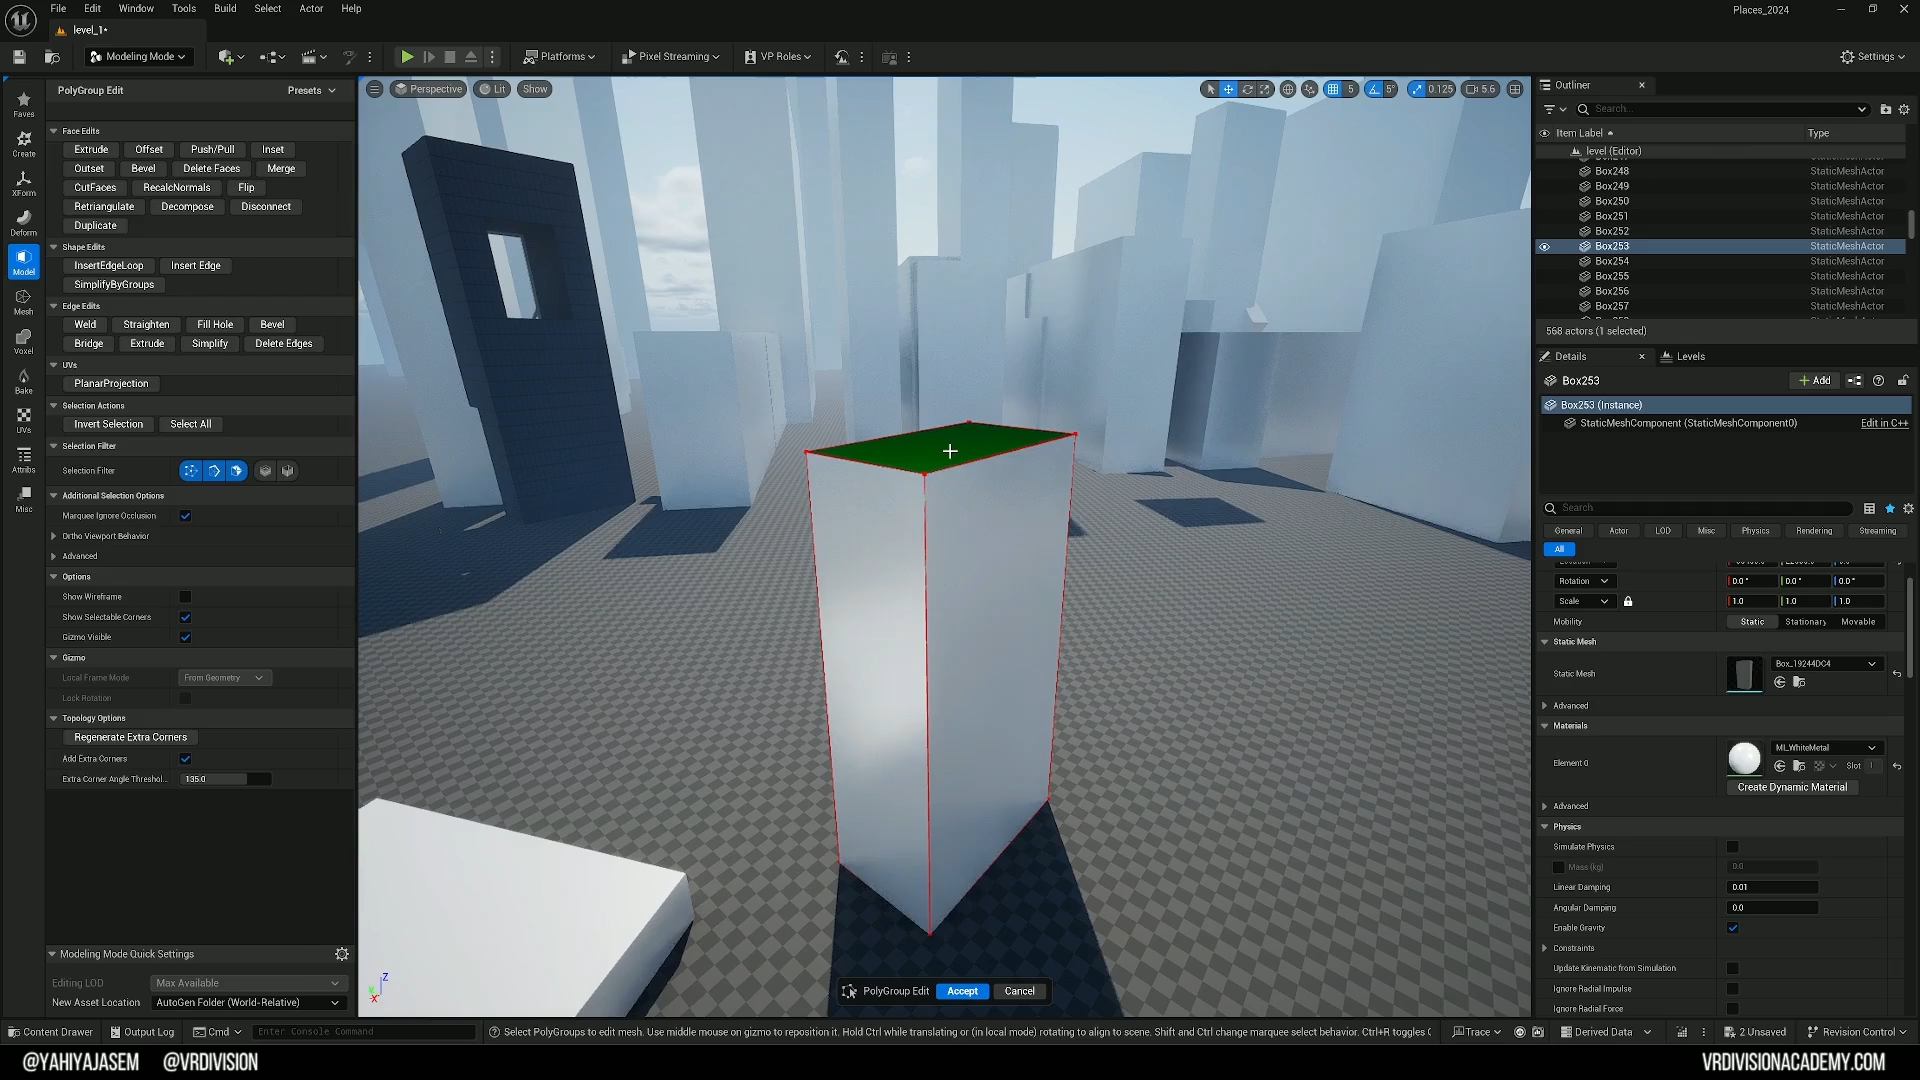 File Edit Window Tools Build Select Actor Help
Places_2024
level_1*
Modeling Mode
Platforms
Pixel Streaming
VP Roles
Settings
PolyGroup Edit
Presets
Perspective
Lit
Show
5
5°
0.125
5.6
Outliner
Search...
Item Label
Type
level (Editor)
Box248 StaticMeshActor
Box249 StaticMeshActor
Box250 StaticMeshActor
Box251 StaticMeshActor
Box252 StaticMeshActor
Box253 StaticMeshActor
Box254 StaticMeshActor
Box255 StaticMeshActor
Box256 StaticMeshActor
Box257 StaticMeshActor
568 actors (1 selected)
Faves
Create
XForm
Deform
Model
Mesh
Voxel
Bake
UVs
Attribs
Misc
Face Edits
Extrude Offset Push/Pull Inset
Outset Bevel Delete Faces Merge
CutFaces RecalcNormals Flip
Retriangulate Decompose Disconnect
Duplicate
Shape Edits
InsertEdgeLoop Insert Edge
SimplifyByGroups
Edge Edits
Weld Straighten Fill Hole Bevel
Bridge Extrude Simplify Delete Edges
UVs
PlanarProjection
Selection Actions
Invert Selection Select All
Selection Filter
Selection Filter
Additional Selection Options
Marquee Ignore Occlusion
Ortho Viewport Behavior
Advanced
Options
Show Wireframe
Show Selectable Corners
Gizmo Visible
Gizmo
Local Frame Mode From Geometry
Lock Rotation
Topology Options
Regenerate Extra Corners
Add Extra Corners
Extra Corner Angle Threshol... 135.0
Modeling Mode Quick Settings
Editing LOD Max Available
New Asset Location AutoGen Folder (World-Relative)
Z
X
PolyGroup Edit Accept Cancel
Details
Levels
Box253
Add
Box253 (Instance)
StaticMeshComponent (StaticMeshComponent0) Edit in C++
Search
General Actor LOD Misc Physics Rendering Streaming
All
Rotation 0.0° 0.0° 0.0°
Scale 1.0 1.0 1.0
Mobility Static Stationary Movable
Static Mesh
Static Mesh Box_19244DC4
Advanced
Materials
Element 0 MI_WhiteMetal
Slot
Create Dynamic Material
Advanced
Physics
Simulate Physics
Mass (kg) 0.0
Linear Damping 0.01
Angular Damping 0.0
Enable Gravity
Constraints
Update Kinematic from Simulation
Ignore Radial Impulse
Ignore Radial Force
Content Drawer Output Log Cmd Enter Console Command
Select PolyGroups to edit mesh. Use middle mouse on gizmo to reposition it. Hold Ctrl while translating or (in local mode) rotating to align to scene. Shift and Ctrl change marquee select behavior. Ctrl+R toggles
Trace Derived Data 2 Unsaved Revision Control
@YAHIYAJASEM @VRDIVISION
VRDIVISIONACADEMY.COM